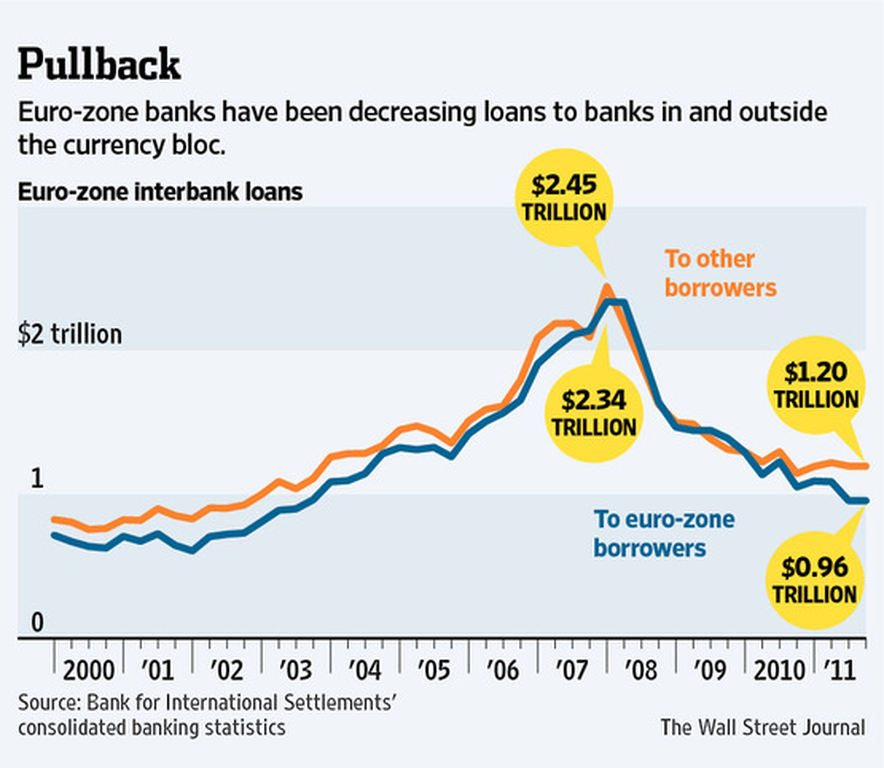 Pullback
Euro-zone banks have been decreasing loans to banks in and outside
the currency bloc.
Euro-zone interbank loans
$2.45
TRILLION
To other
borrowers
$2 trillion
$1.20
TRILLION
$2.34
TRILLION
1
To euro-zone
borrowers
$0.96
TRILLION
0
2000 '01 '02 '03 '04 '05 '06 '07 '08 '09 2010 '11
Source: Bank for International Settlements'
consolidated banking statistics
The Wall Street Journal